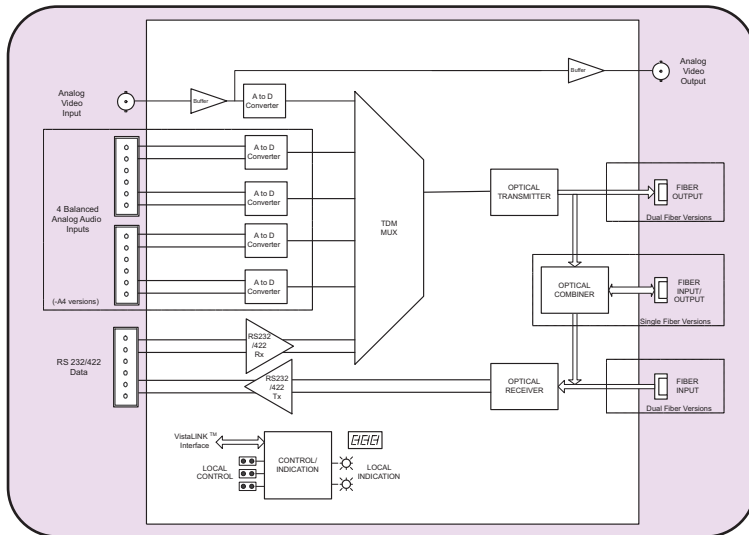 Analog
Video
Input
Buffer
A to D
Converter
Buffer
Analog
Video
Output
4 Balanced
Analog Audio
Inputs
(-A4 versions)
A to D
Converter
A to D
Converter
A to D
Converter
A to D
Converter
TDM
MUX
OPTICAL
TRANSMITTER
FIBER
OUTPUT
Dual Fiber Versions
OPTICAL
COMBINER
FIBER
INPUT/
OUTPUT
Single Fiber Versions
RS 232/422
Data
RS232
/422
Rx
RS232
/422
Tx
OPTICAL
RECEIVER
FIBER
INPUT
Dual Fiber Versions
VistaLINK ™
Interface
LOCAL
CONTROL
CONTROL/
INDICATION
LOCAL
INDICATION